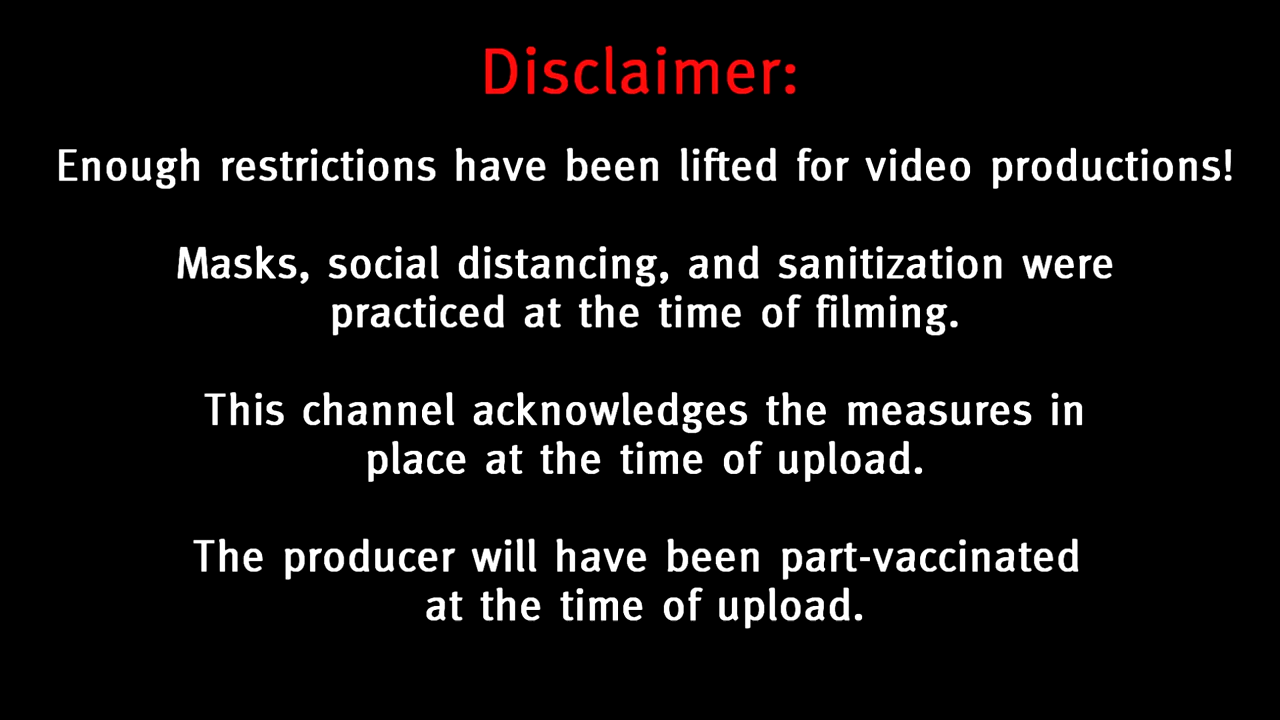 Disclaimer:
Enough restrictions have been lifted for video productions!
Masks, social distancing, and sanitization were
practiced at the time of filming.
This channel acknowledges the measures in
place at the time of upload.
The producer will have been part-vaccinated
at the time of upload.